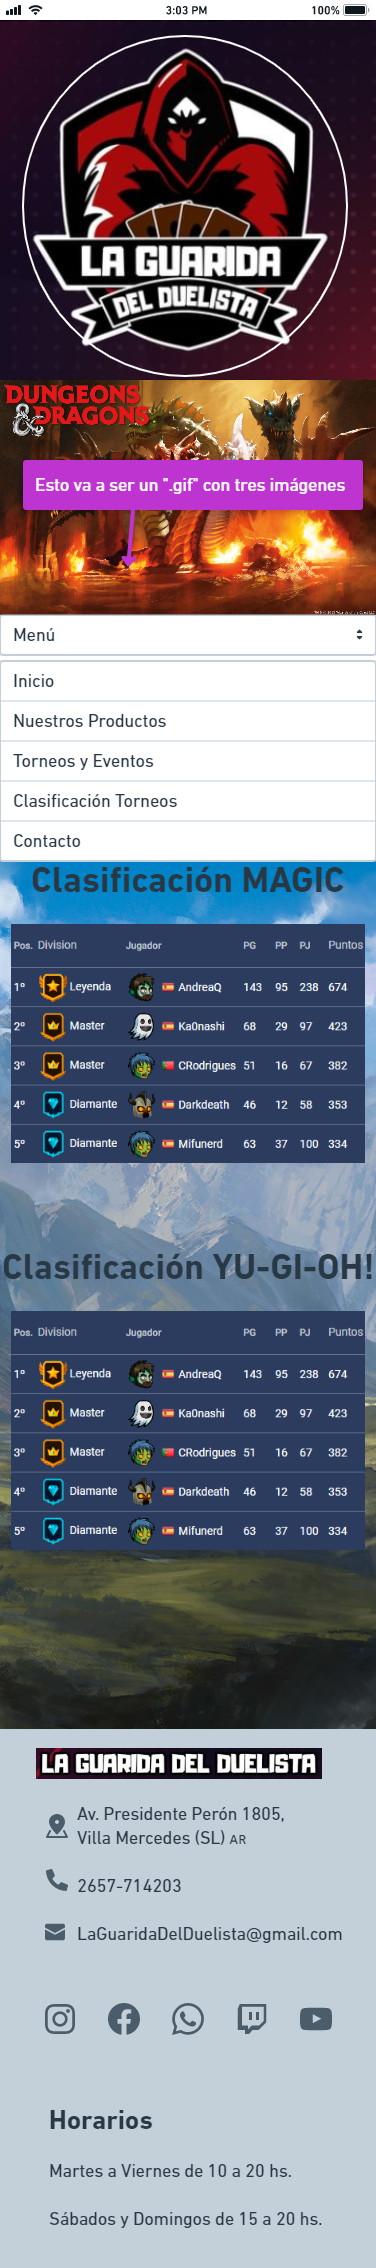 3:03 PM
100%
LA GUARIDA
DEL DUELISTA
DUNGEONS
& DRAGONS
Esto va a ser un ".gif" con tres imágenes
Menú
Inicio
Nuestros Productos
Torneos y Eventos
Clasificación Torneos
Contacto
Clasificación MAGIC
Pos. Division Jugador PG PP PJ Puntos
1º Leyenda AndreaQ 143 95 238 674
2º Master Ka0nashi 68 29 97 423
3º Master CRodrigues 51 16 67 382
4º Diamante Darkdeath 46 12 58 353
5º Diamante Mifunerd 63 37 100 334
Clasificación YU-GI-OH!
Pos. Division Jugador PG PP PJ Puntos
1º Leyenda AndreaQ 143 95 238 674
2º Master Ka0nashi 68 29 97 423
3º Master CRodrigues 51 16 67 382
4º Diamante Darkdeath 46 12 58 353
5º Diamante Mifunerd 63 37 100 334
LA GUARIDA DEL DUELISTA
Av. Presidente Perón 1805,
Villa Mercedes (SL) AR
2657-714203
LaGuaridaDelDuelista@gmail.com
Horarios
Martes a Viernes de 10 a 20 hs.
Sábados y Domingos de 15 a 20 hs.